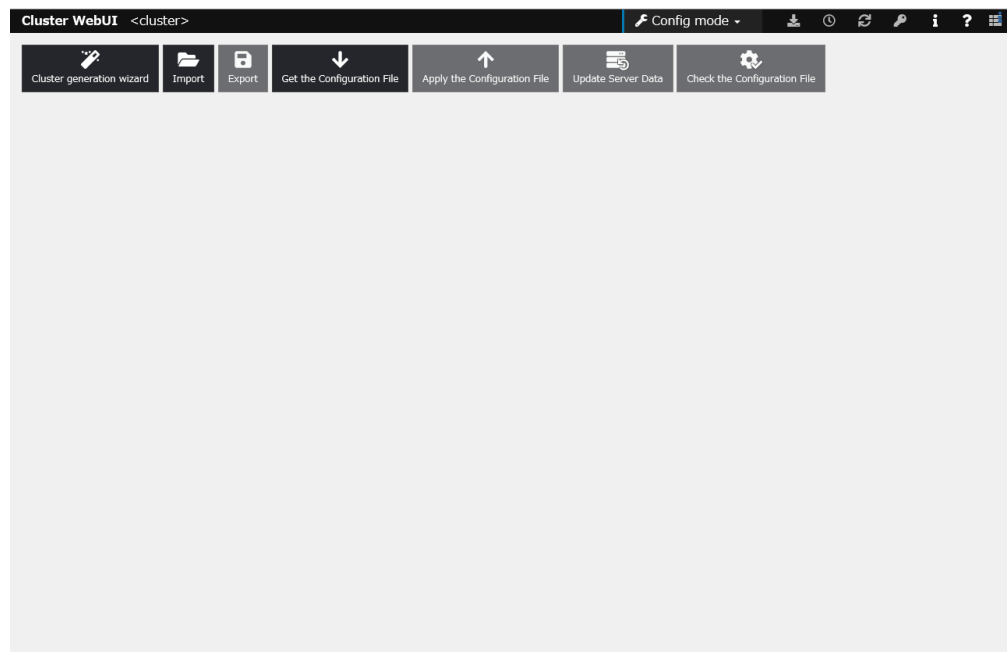 Cluster WebUI <cluster> Config mode i ?
Cluster generation wizard Import Export Get the Configuration File Apply the Configuration File Update Server Data Check the Configuration File